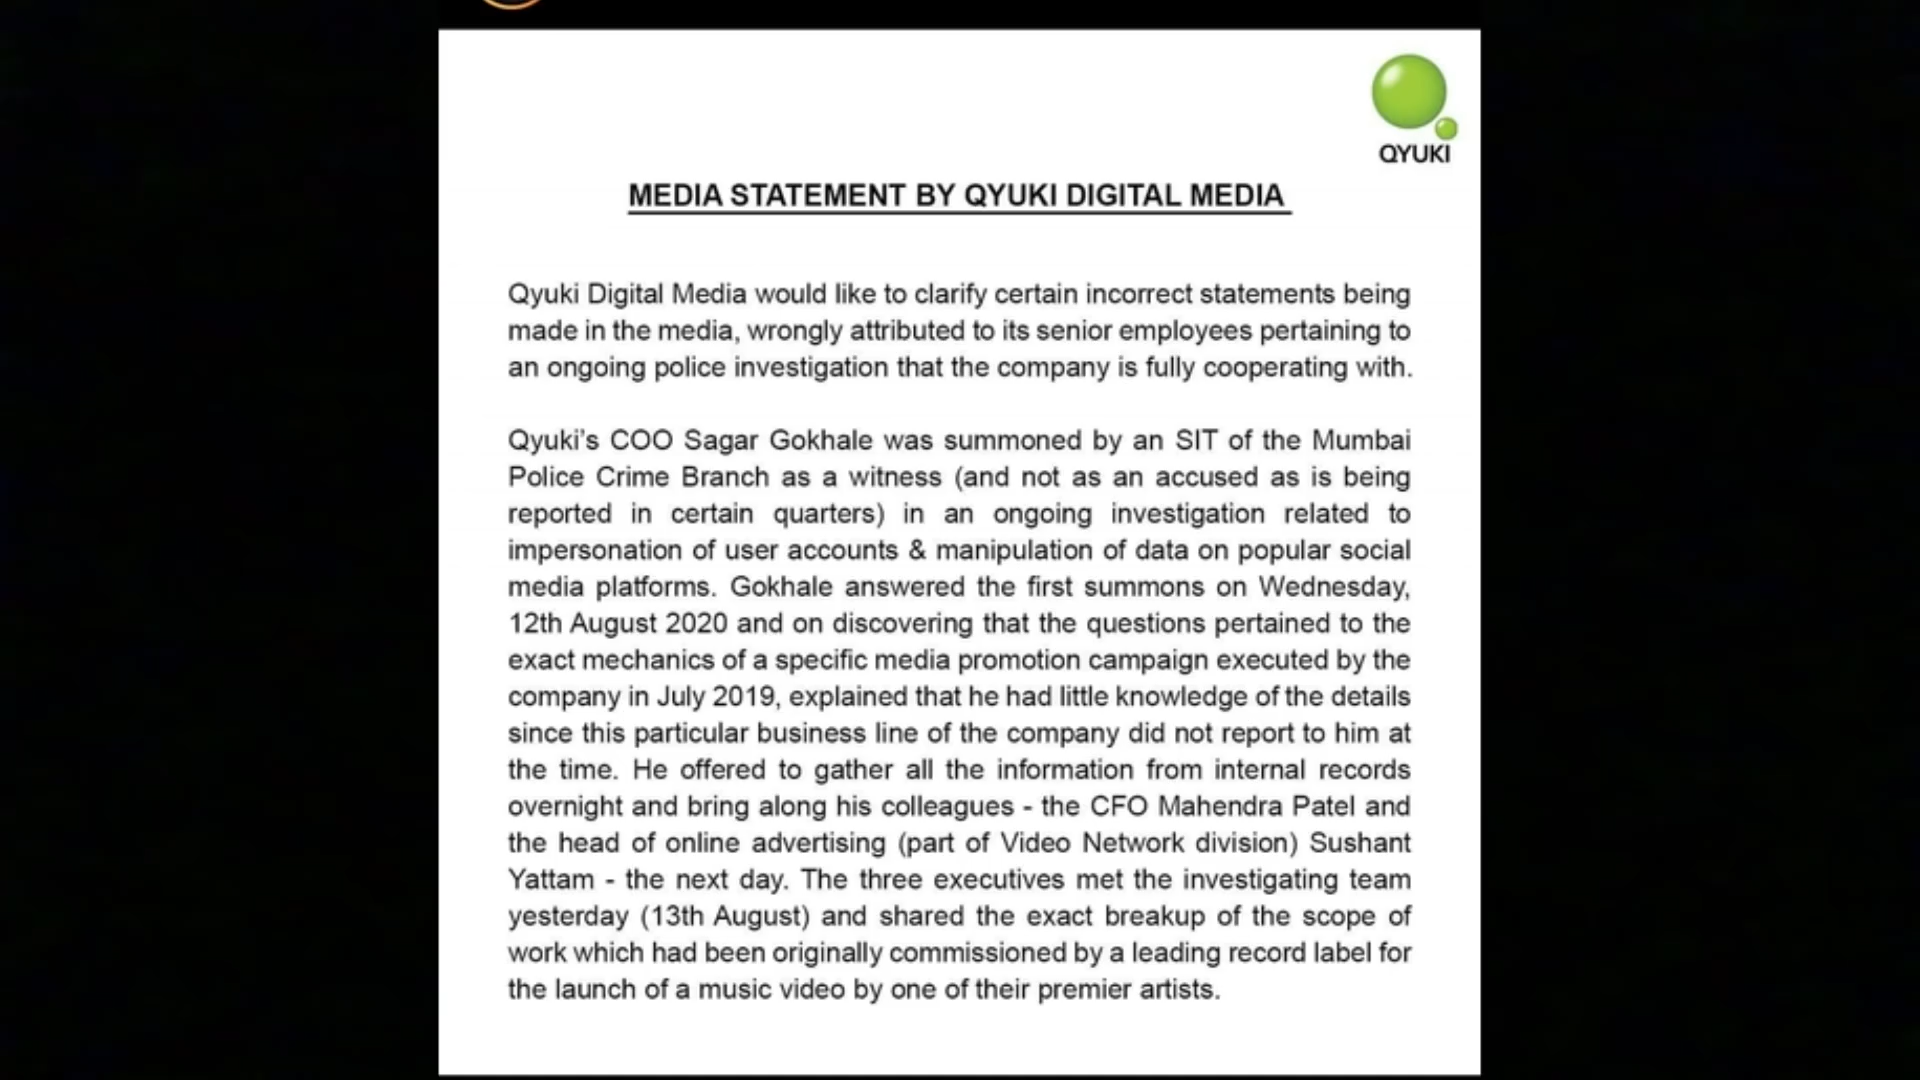 QYUKI
MEDIA STATEMENT BY QYUKI DIGITAL MEDIA
Qyuki Digital Media would like to clarify certain incorrect statements being
made in the media, wrongly attributed to its senior employees pertaining to
an ongoing police investigation that the company is fully cooperating with.
Qyuki's COO Sagar Gokhale was summoned by an SIT of the Mumbai
Police Crime Branch as a witness (and not as an accused as is being
reported in certain quarters) in an ongoing investigation related to
impersonation of user accounts & manipulation of data on popular social
media platforms. Gokhale answered the first summons on Wednesday,
12th August 2020 and on discovering that the questions pertained to the
exact mechanics of a specific media promotion campaign executed by the
company in July 2019, explained that he had little knowledge of the details
since this particular business line of the company did not report to him at
the time. He offered to gather all the information from internal records
overnight and bring along his colleagues - the CFO Mahendra Patel and
the head of online advertising (part of Video Network division) Sushant
Yattam - the next day. The three executives met the investigating team
yesterday (13th August) and shared the exact breakup of the scope of
work which had been originally commissioned by a leading record label for
the launch of a music video by one of their premier artists.